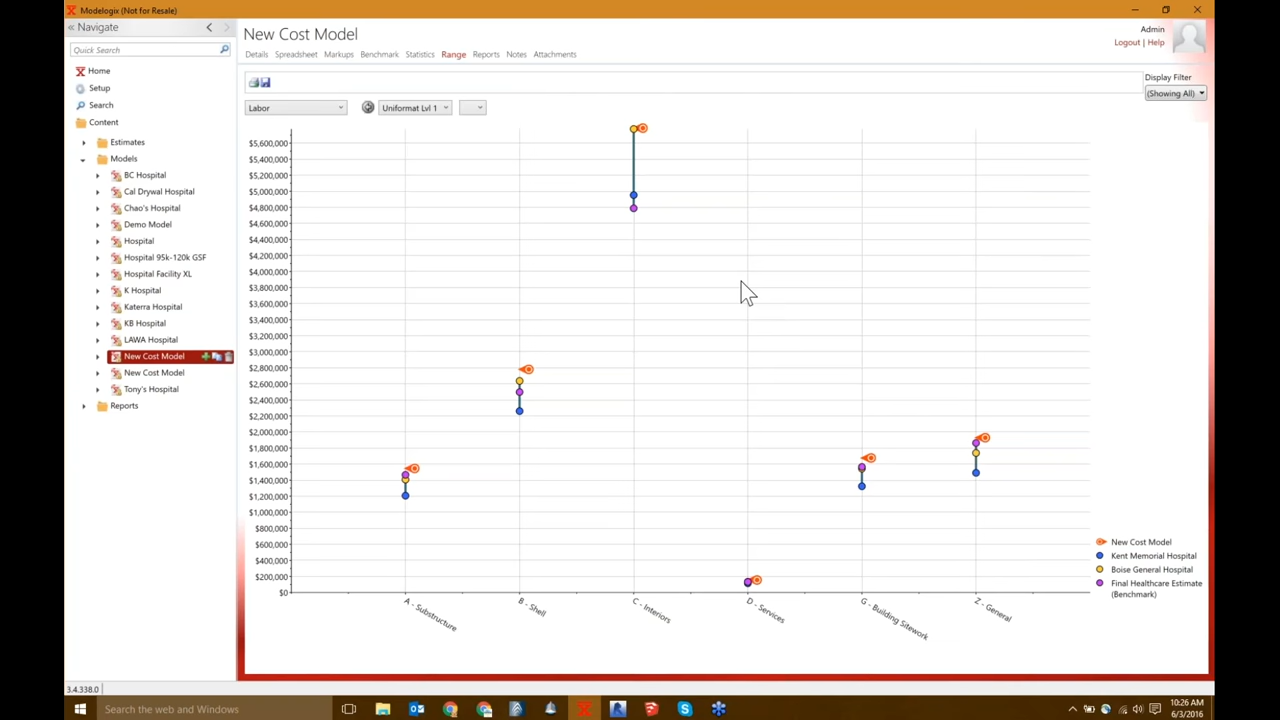 Modelogix (Not for Resale)
« Navigate
Quick Search
Home
Setup
Search
Content
Estimates
Models
BC Hospital
Cal Drywal Hospital
Chao's Hospital
Demo Model
Hospital
Hospital 95k-120k GSF
Hospital Facility XL
K Hospital
Katerra Hospital
KB Hospital
LAWA Hospital
New Cost Model
New Cost Model
Tony's Hospital
Reports
3.4.338.0
New Cost Model
Details Spreadsheet Markups Benchmark Statistics Range Reports Notes Attachments
Admin
Logout | Help
Display Filter
(Showing All)
Labor
Uniformat Lvl 1
$5,600,000
$5,400,000
$5,200,000
$5,000,000
$4,800,000
$4,600,000
$4,400,000
$4,200,000
$4,000,000
$3,800,000
$3,600,000
$3,400,000
$3,200,000
$3,000,000
$2,800,000
$2,600,000
$2,400,000
$2,200,000
$2,000,000
$1,800,000
$1,600,000
$1,400,000
$1,200,000
$1,000,000
$800,000
$600,000
$400,000
$200,000
$0
A - Substructure
B - Shell
C - Interiors
D - Services
G - Building Sitework
Z - General
New Cost Model
Kent Memorial Hospital
Boise General Hospital
Final Healthcare Estimate
(Benchmark)
Search the web and Windows
10:26 AM
6/3/2016